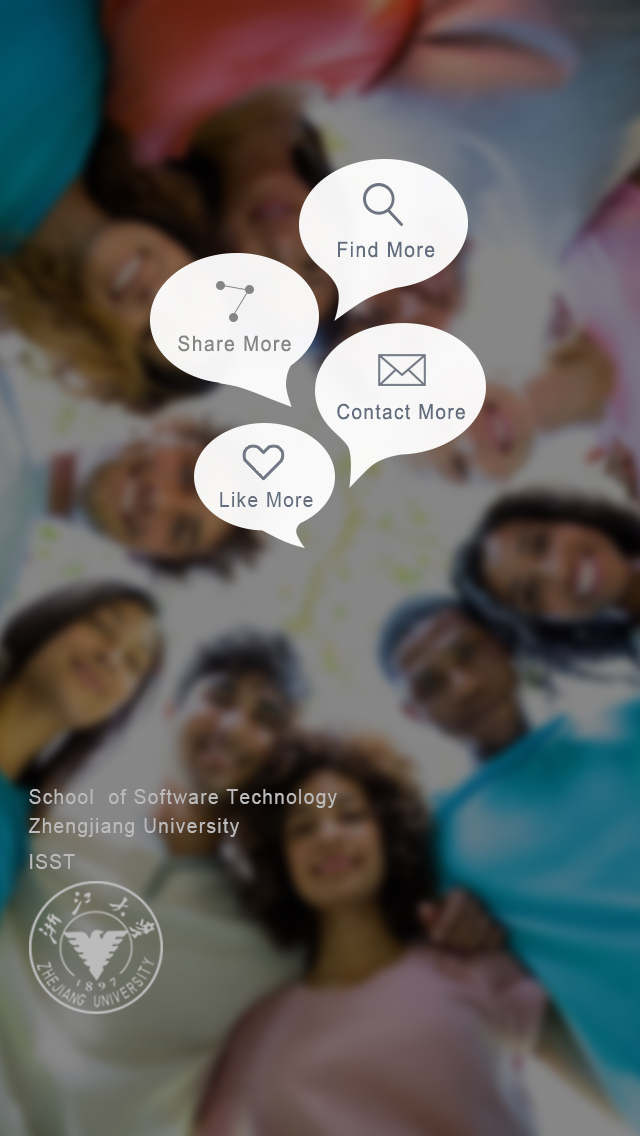 Find More
Share More
Contact More
Like More
School  of Software Technology
Zhengjiang University
ISST
浙江大学
1897
ZHEJIANG UNIVERSITY